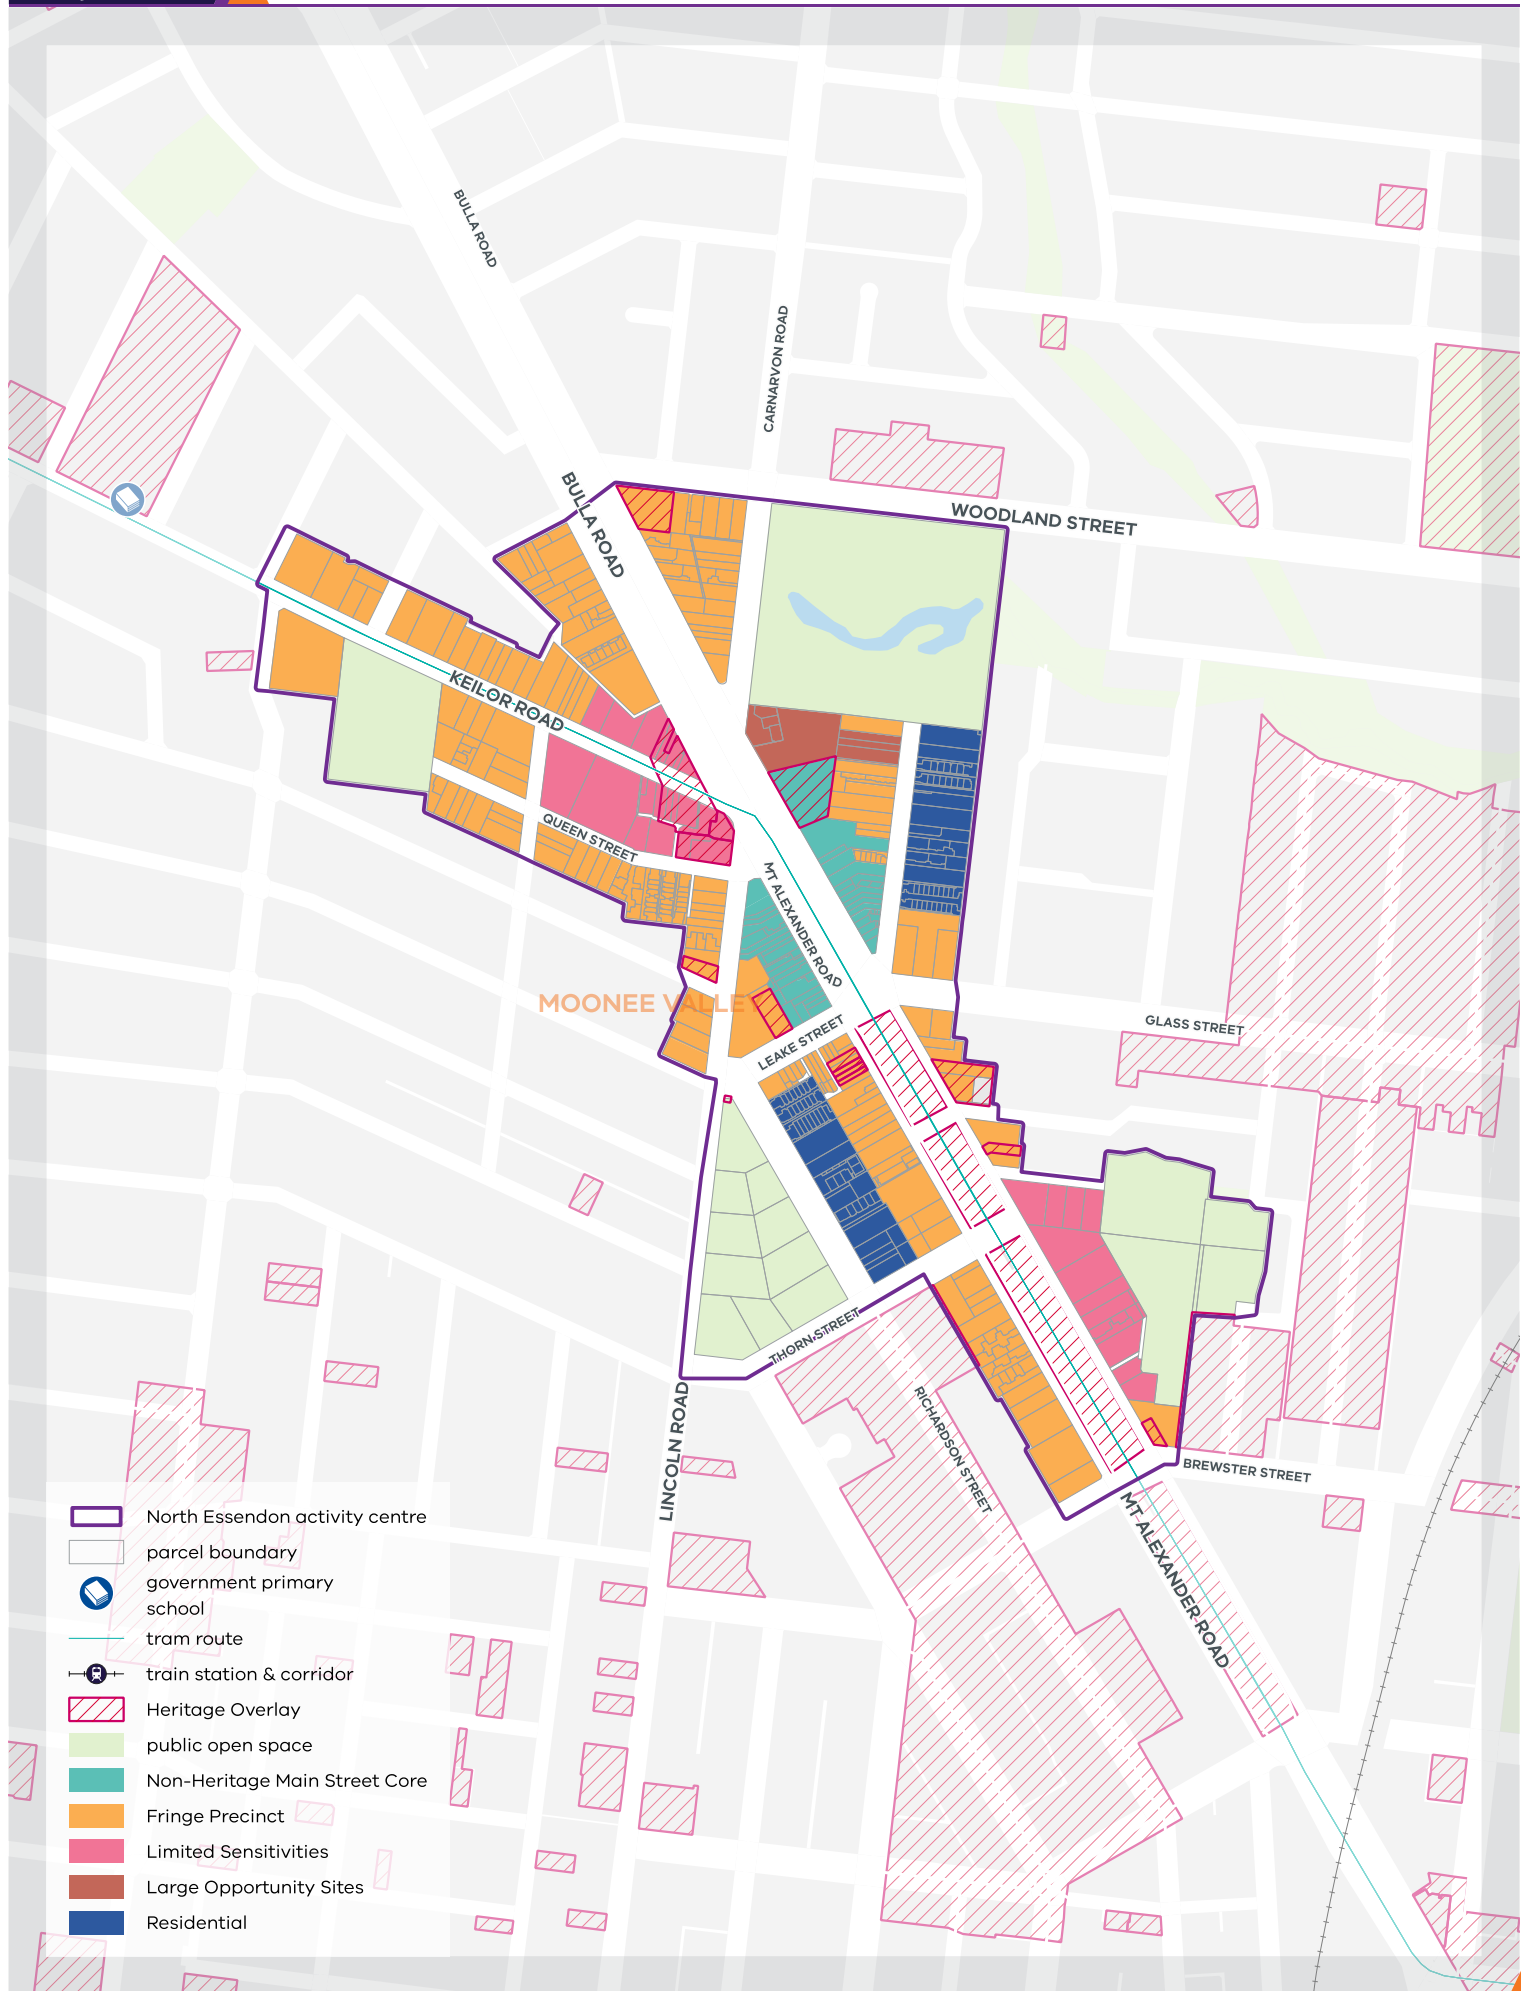 BULLA ROAD
CARNARVON ROAD
BULLA ROAD
WOODLAND STREET
KEILOR ROAD
QUEEN STREET
MT ALEXANDER ROAD
MOONEE VALLEY
LEAKE STREET
GLASS STREET
THORN STREET
LINCOLN ROAD
RICHARDSON STREET
BREWSTER STREET
MT ALEXANDER ROAD
North Essendon activity centre
parcel boundary
government primary
school
tram route
train station & corridor
Heritage Overlay
public open space
Non-Heritage Main Street Core
Fringe Precinct
Limited Sensitivities
Large Opportunity Sites
Residential